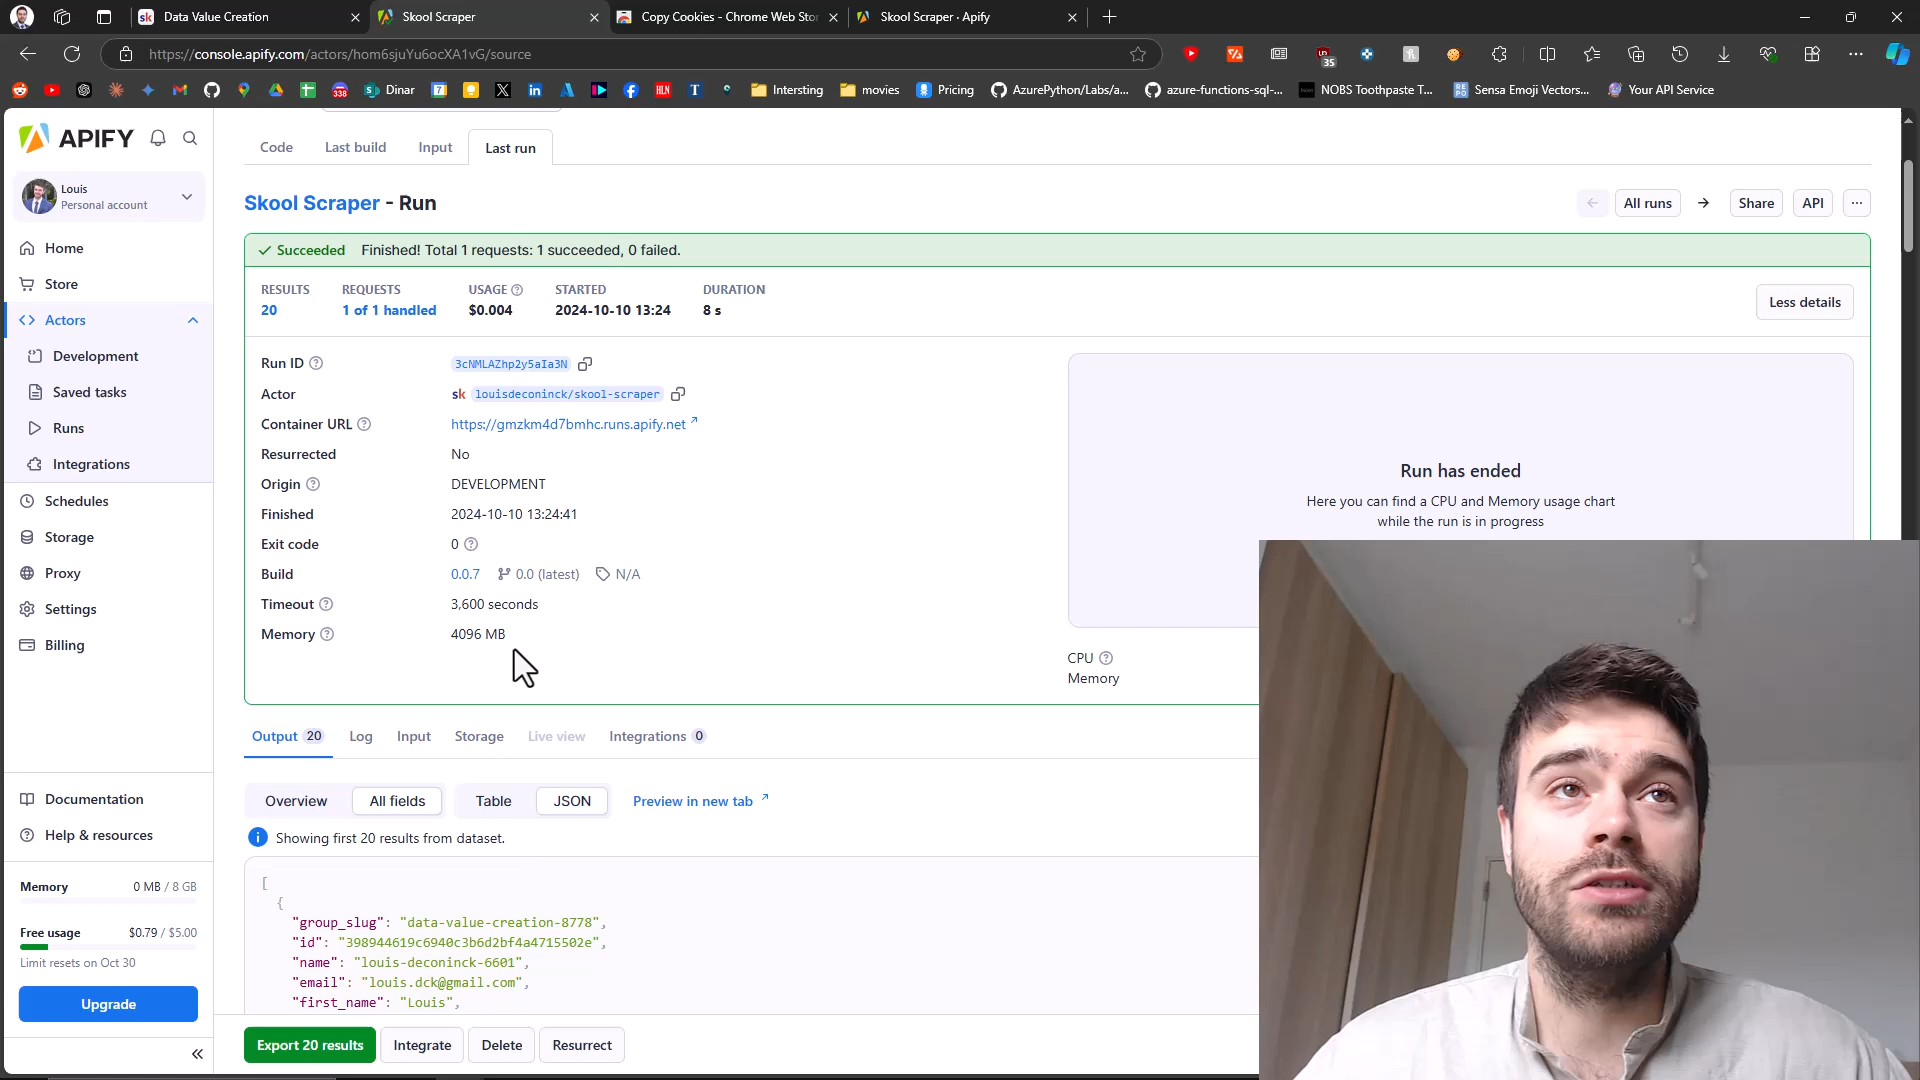 Data Value Creation
Skool Scraper
Copy Cookies - Chrome Web Stor
Skool Scraper · Apify
https://console.apify.com/actors/hom6sjuYu6ocXA1vG/source
35
338
Dinar
7
HLN
Intersting
movies
Pricing
AzurePython/Labs/a...
azure-functions-sql-...
NOBS Toothpaste T...
Sensa Emoji Vectors...
Your API Service
APIFY
Louis
Personal account
Home
Store
Actors
Development
Saved tasks
Runs
Integrations
Schedules
Storage
Proxy
Settings
Billing
Documentation
Help & resources
Memory 0 MB / 8 GB
Free usage $0.79 / $5.00
Limit resets on Oct 30
Upgrade
Code Last build Input Last run
Skool Scraper - Run
All runs Share API ...
Succeeded Finished! Total 1 requests: 1 succeeded, 0 failed.
RESULTS REQUESTS USAGE STARTED DURATION
20 1 of 1 handled $0.004 2024-10-10 13:24 8 s
Less details
Run ID 3cNMLAZhp2y5aIa3N
Actor sk louisdeconinck/skool-scraper
Container URL https://gmzkm4d7bmhc.runs.apify.net
Resurrected No
Origin DEVELOPMENT
Finished 2024-10-10 13:24:41
Exit code 0
Build 0.0.7 0.0 (latest) N/A
Timeout 3,600 seconds
Memory 4096 MB
Run has ended
Here you can find a CPU and Memory usage chart
while the run is in progress
CPU
Memory
Output 20 Log Input Storage Live view Integrations 0
Overview All fields Table JSON Preview in new tab
Showing first 20 results from dataset.
[
{
"group_slug": "data-value-creation-8778",
"id": "398944619c6940c3b6d2bf4a4715502e",
"name": "louis-deconinck-6601",
"email": "louis.dck@gmail.com",
"first_name": "Louis",
Export 20 results Integrate Delete Resurrect